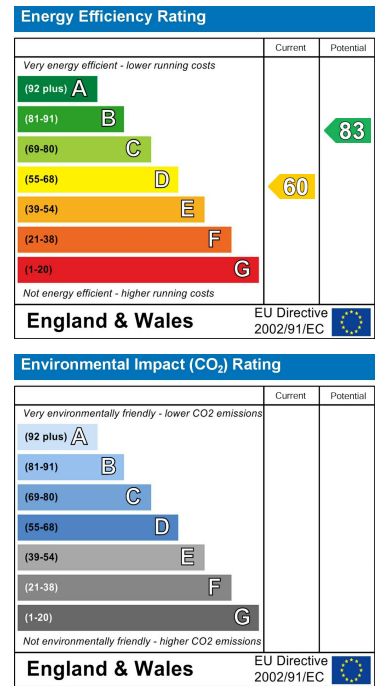 Energy Efficiency Rating
Current Potential
Very energy efficient - lower running costs
(92 plus) A
(81-91) B
83
(69-80) C
(55-68) D
60
(39-54) E
(21-38) F
(1-20) G
Not energy efficient - higher running costs
England & Wales
EU Directive
2002/91/EC
Environmental Impact (CO₂) Rating
Current Potential
Very environmentally friendly - lower CO2 emissions
(92 plus) A
(81-91) B
(69-80) C
(55-68) D
(39-54) E
(21-38) F
(1-20) G
Not environmentally friendly - higher CO2 emissions
England & Wales
EU Directive
2002/91/EC